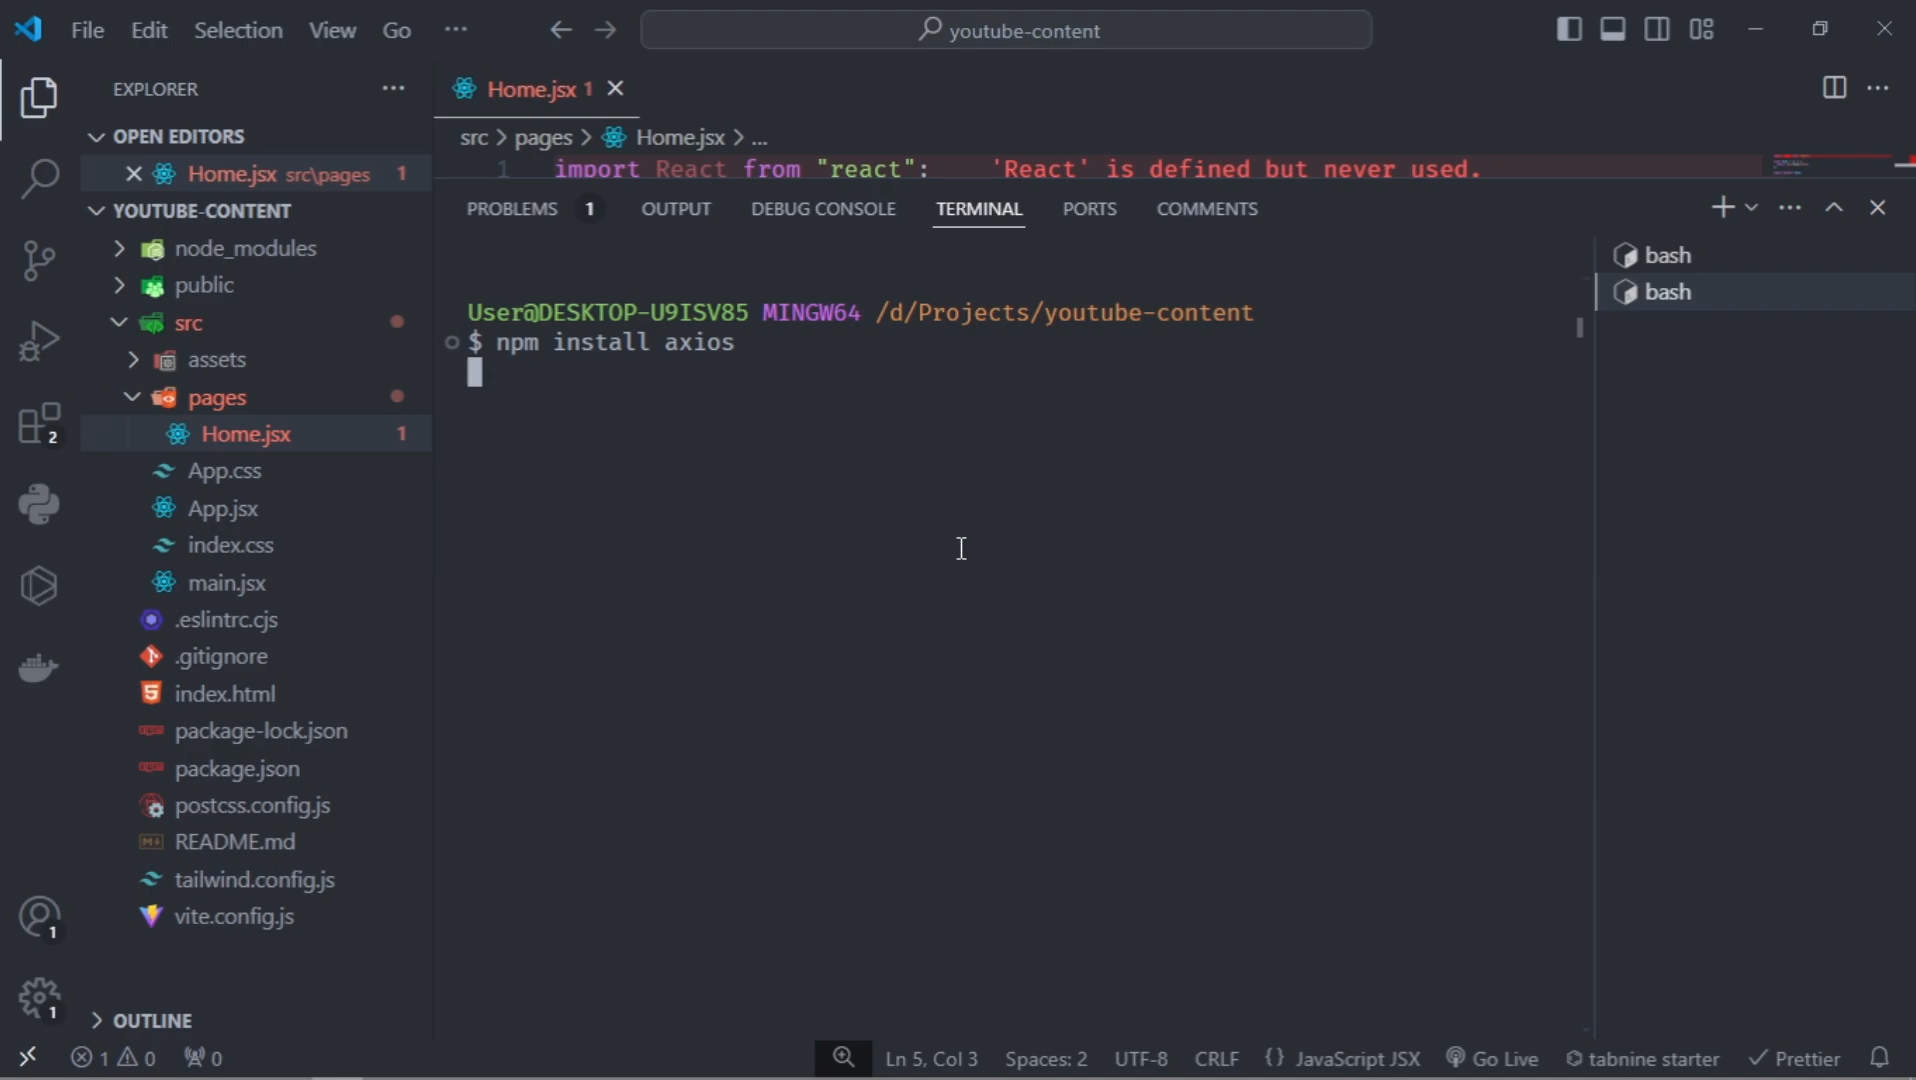 File Edit Selection View Go ··· youtube-content
EXPLORER ···
OPEN EDITORS
Home.jsx src\pages 1
YOUTUBE-CONTENT
node_modules
public
src
assets
pages
Home.jsx 1
App.css
App.jsx
index.css
main.jsx
.eslintrc.cjs
.gitignore
index.html
package-lock.json
package.json
postcss.config.js
README.md
tailwind.config.js
vite.config.js
OUTLINE
2
1
1
Home.jsx 1
src > pages > Home.jsx > ...
1 import React from "react"; 'React' is defined but never used.
PROBLEMS 1 OUTPUT DEBUG CONSOLE TERMINAL PORTS COMMENTS
User@DESKTOP-U9ISV85 MINGW64 /d/Projects/youtube-content
$ npm install axios
bash
bash
1 0 0 Ln 5, Col 3 Spaces: 2 UTF-8 CRLF {} JavaScript JSX Go Live tabnine starter Prettier